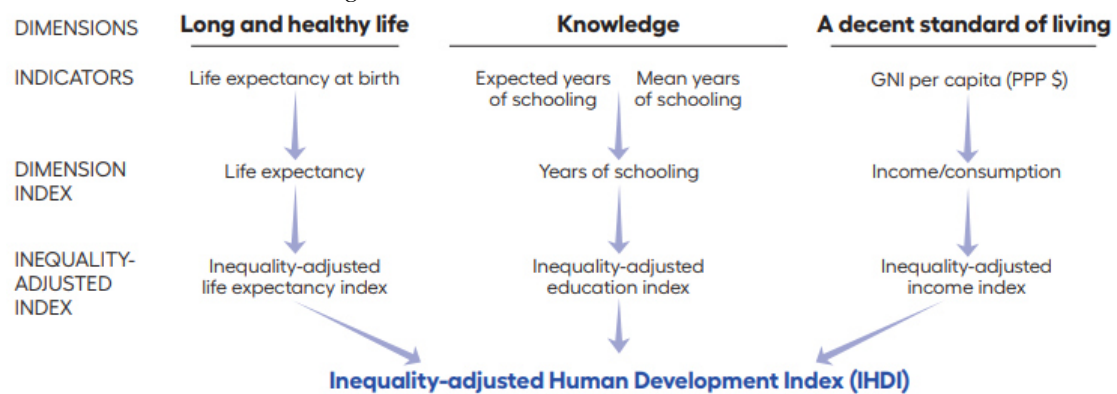 DIMENSIONS
Long and healthy life
Knowledge
A decent standard of living
INDICATORS
Life expectancy at birth
Expected years
of schooling
Mean years
of schooling
GNI per capita (PPP $)
DIMENSION
INDEX
Life expectancy
Years of schooling
Income/consumption
INEQUALITY-
ADJUSTED
INDEX
Inequality-adjusted
life expectancy index
Inequality-adjusted
education index
Inequality-adjusted
income index
Inequality-adjusted Human Development Index (IHDI)